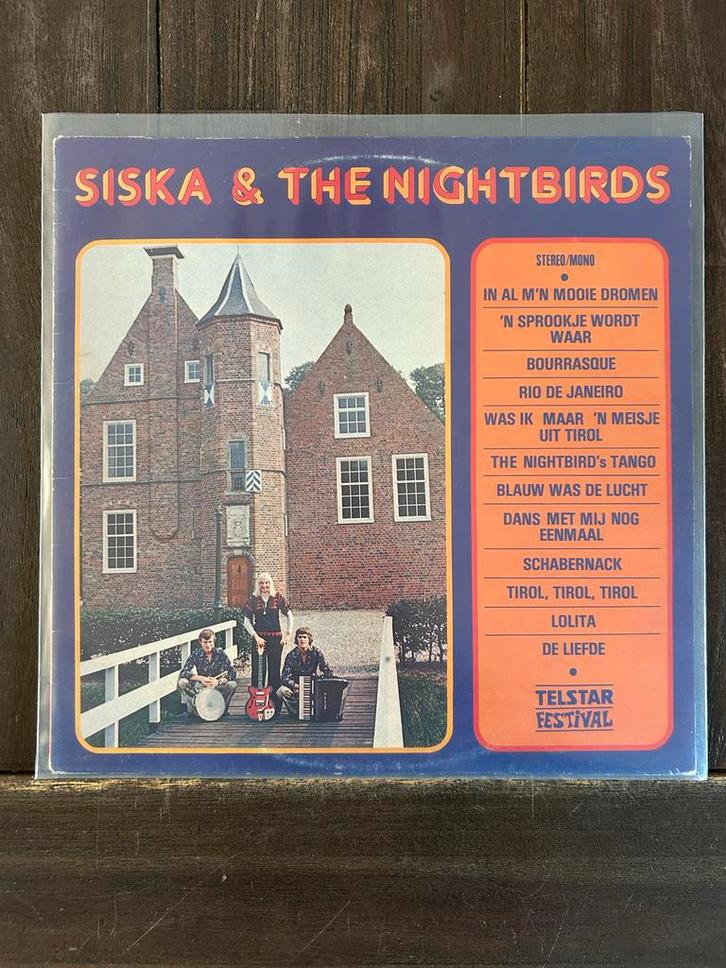 SISKA & THE NIGHTBIRDS
STEREO/MONO
IN AL M'N MOOIE DROMEN
'N SPROOKJE WORDT
WAAR
BOURRASQUE
RIO DE JANEIRO
WAS IK MAAR 'N MEISJE
UIT TIROL
THE NIGHTBIRD's TANGO
BLAUW WAS DE LUCHT
DANS MET MIJ NOG
EENMAAL
SCHABERNACK
TIROL, TIROL, TIROL
LOLITA
DE LIEFDE
TELSTAR
FESTIVAL